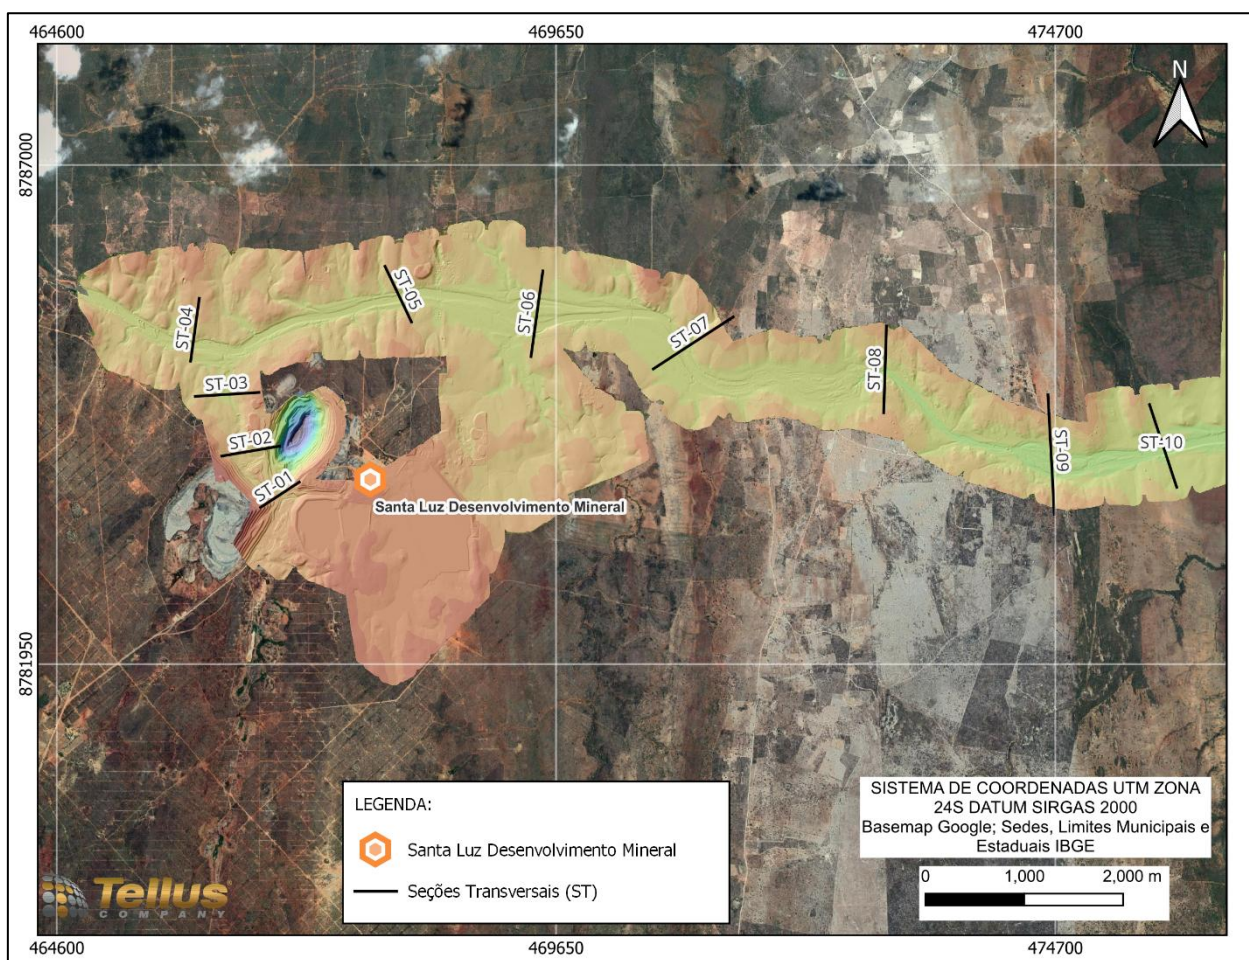 464600
469650
474700
N
8787000
ST-04
ST-05
ST-06
ST-07
ST-08
ST-03
ST-02
ST-01
ST-09
ST-10
Santa Luz Desenvolvimento Mineral
8781950
LEGENDA:
Santa Luz Desenvolvimento Mineral
Seções Transversais (ST)
SISTEMA DE COORDENADAS UTM ZONA
24S DATUM SIRGAS 2000
Basemap Google; Sedes, Limites Municipais e
Estaduais IBGE
0 1,000 2,000 m
Tellus
COMPANY
464600
469650
474700